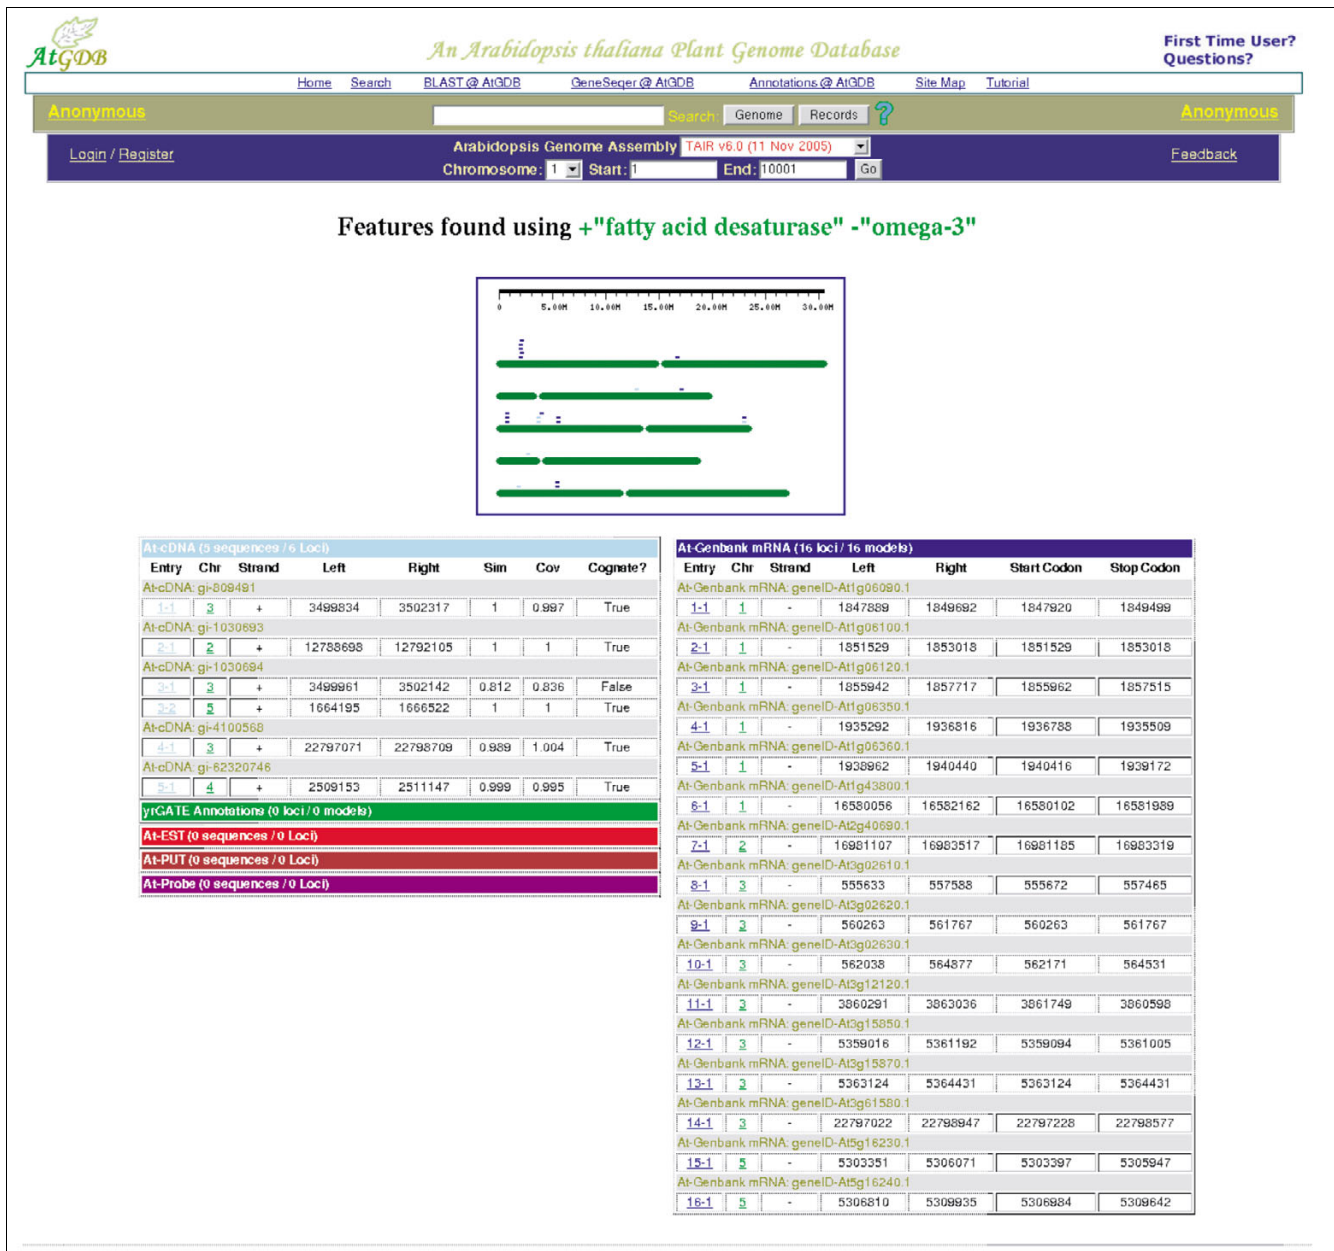 AtGDB
An Arabidopsis thaliana Plant Genome Database
First Time User?
Questions?
Home Search BLAST @ AtGDB GeneSeqer @ AtGDB Annotations @ AtGDB Site Map Tutorial
Anonymous Search: Genome Records ? Anonymous
Login / Register
Arabidopsis Genome Assembly TAIR v6.0 (11 Nov 2005)
Chromosome: 1 Start: 1 End: 10001 Go
Feedback
Features found using +"fatty acid desaturase" -"omega-3"
0 5.00M 10.00M 15.00M 20.00M 25.00M 30.00M
At-cDNA (5 sequences / 6 Loci)
Entry Chr Strand Left Right Sim Cov Cognate?
At-cDNA: gi-809491
1-1 3 + 3499834 3502317 1 0.997 True
At-cDNA: gi-1030693
2-1 2 + 12788698 12792105 1 1 True
At-cDNA: gi-1030694
3-1 3 + 3499961 3502142 0.812 0.836 False
3-2 5 + 1664195 1666522 1 1 True
At-cDNA: gi-4100568
4-1 3 + 22797071 22798709 0.989 1.004 True
At-cDNA: gi-62320746
5-1 4 + 2509153 2511147 0.999 0.995 True
yrGATE Annotations (0 loci / 0 models)
At-EST (0 sequences / 0 Loci)
At-PUT (0 sequences / 0 Loci)
At-Probe (0 sequences / 0 Loci)
At-Genbank mRNA (16 loci / 16 models)
Entry Chr Strand Left Right Start Codon Stop Codon
At-Genbank mRNA: geneID-At1g06090.1
1-1 1 - 1847889 1849692 1847920 1849499
At-Genbank mRNA: geneID-At1g06100.1
2-1 1 - 1851529 1853018 1851529 1853018
At-Genbank mRNA: geneID-At1g06120.1
3-1 1 - 1855942 1857717 1855962 1857515
At-Genbank mRNA: geneID-At1g06350.1
4-1 1 - 1935292 1936816 1936788 1935509
At-Genbank mRNA: geneID-At1g06360.1
5-1 1 - 1938962 1940440 1940416 1939172
At-Genbank mRNA: geneID-At1g43800.1
6-1 1 - 16580056 16582162 16580102 16581989
At-Genbank mRNA: geneID-At2g40690.1
7-1 2 - 16981107 16983517 16981185 16983319
At-Genbank mRNA: geneID-At3g02610.1
8-1 3 - 555633 557588 555672 557465
At-Genbank mRNA: geneID-At3g02620.1
9-1 3 - 560263 561767 560263 561767
At-Genbank mRNA: geneID-At3g02630.1
10-1 3 - 562038 564877 562171 564531
At-Genbank mRNA: geneID-At3g12120.1
11-1 3 - 3860291 3863036 3861749 3860598
At-Genbank mRNA: geneID-At3g15850.1
12-1 3 - 5359016 5361192 5359094 5361005
At-Genbank mRNA: geneID-At3g15870.1
13-1 3 - 5363124 5364431 5363124 5364431
At-Genbank mRNA: geneID-At3g61580.1
14-1 3 - 22797022 22798947 22797228 22798577
At-Genbank mRNA: geneID-At5g16230.1
15-1 5 - 5303351 5306071 5303397 5305947
At-Genbank mRNA: geneID-At5g16240.1
16-1 5 - 5306810 5309935 5306984 5309642